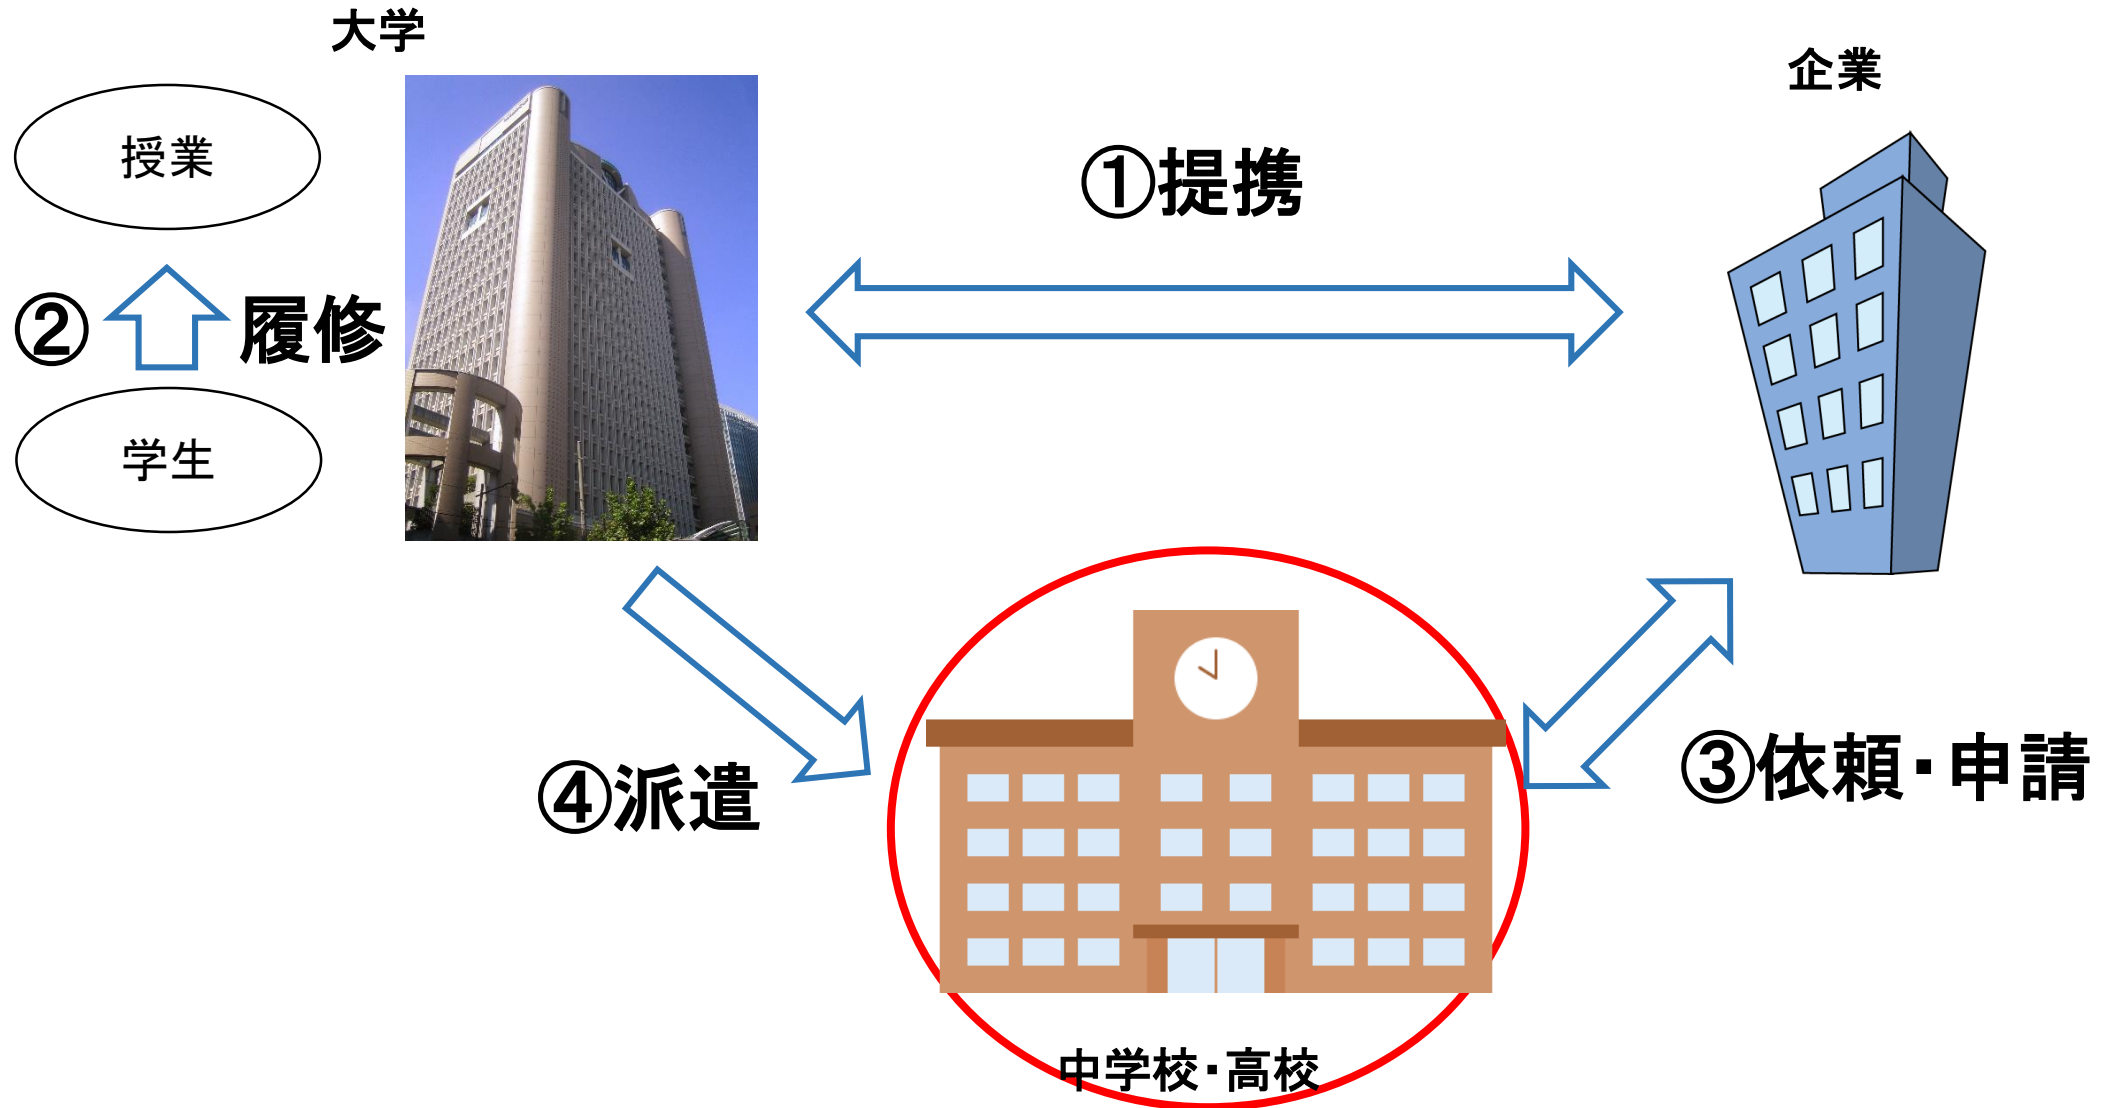 大学
企業
授業
①提携
②
履修
学生
④派遣
③依頼・申請
中学校・高校